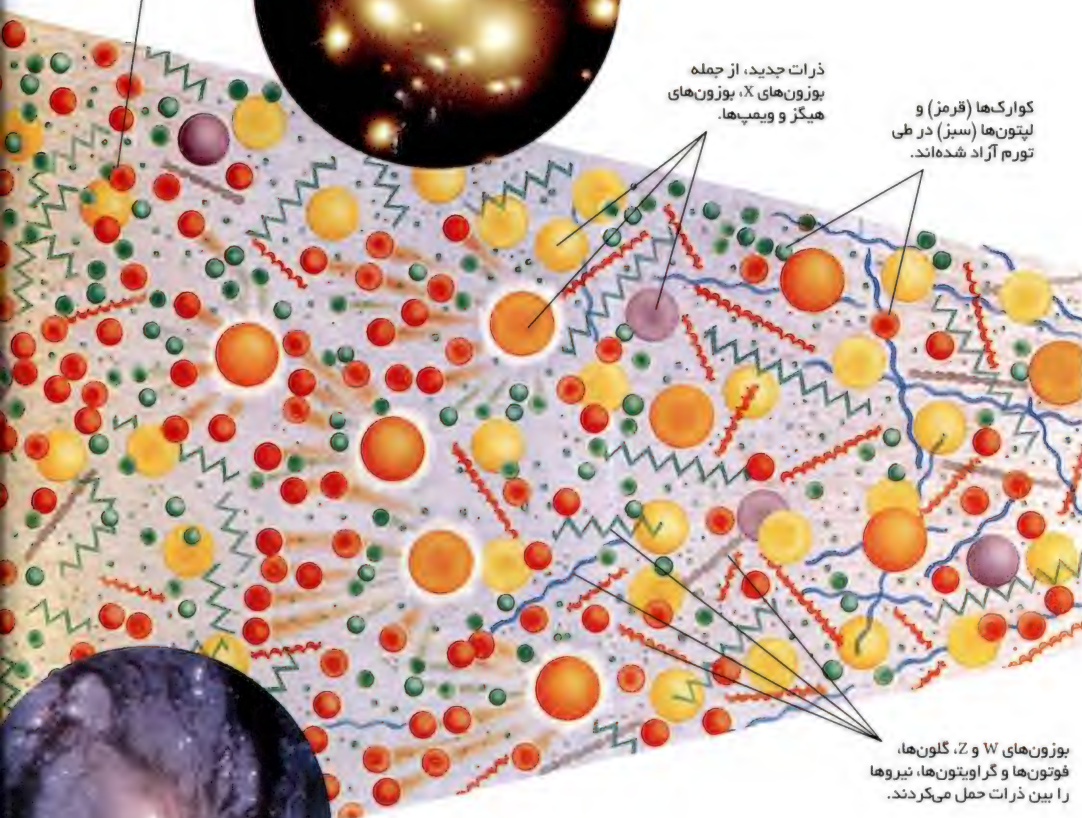 ذرات جدید، از جمله
بوزون‌های X، بوزون‌های
هیگز و ویمپ‌ها.
کوارک‌ها (قرمز) و
لپتون‌ها (سبز) در طی
تورم آزاد شده‌اند.
بوزون‌های W و Z، گلون‌ها،
فوتون‌ها و گراویتون‌ها، نیروها
را بین ذرات حمل می‌کردند.